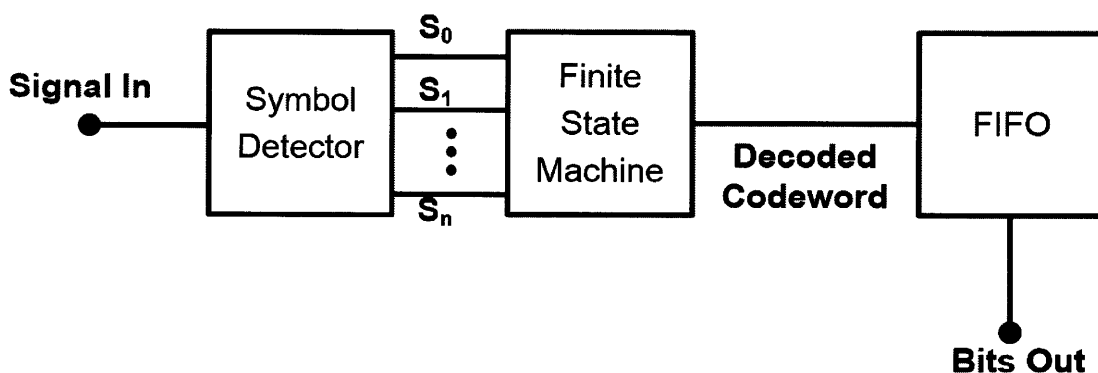 Signal In
Symbol
Detector
S₀
S₁
Sₙ
Finite
State
Machine
Decoded
Codeword
FIFO
Bits Out